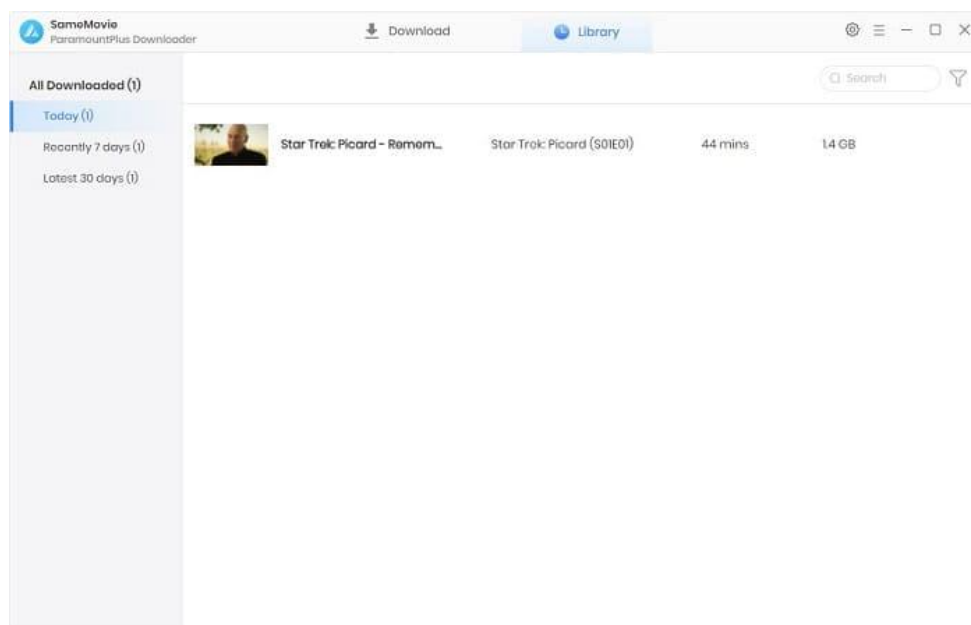 SameMovie
ParamountPlus Downloader
Download
Library
Search
All Downloaded (1)
Today (1)
Recently 7 days (1)
Latest 30 days (1)
Star Trek: Picard - Remem...
Star Trek: Picard (S01E01)
44 mins
1.4 GB